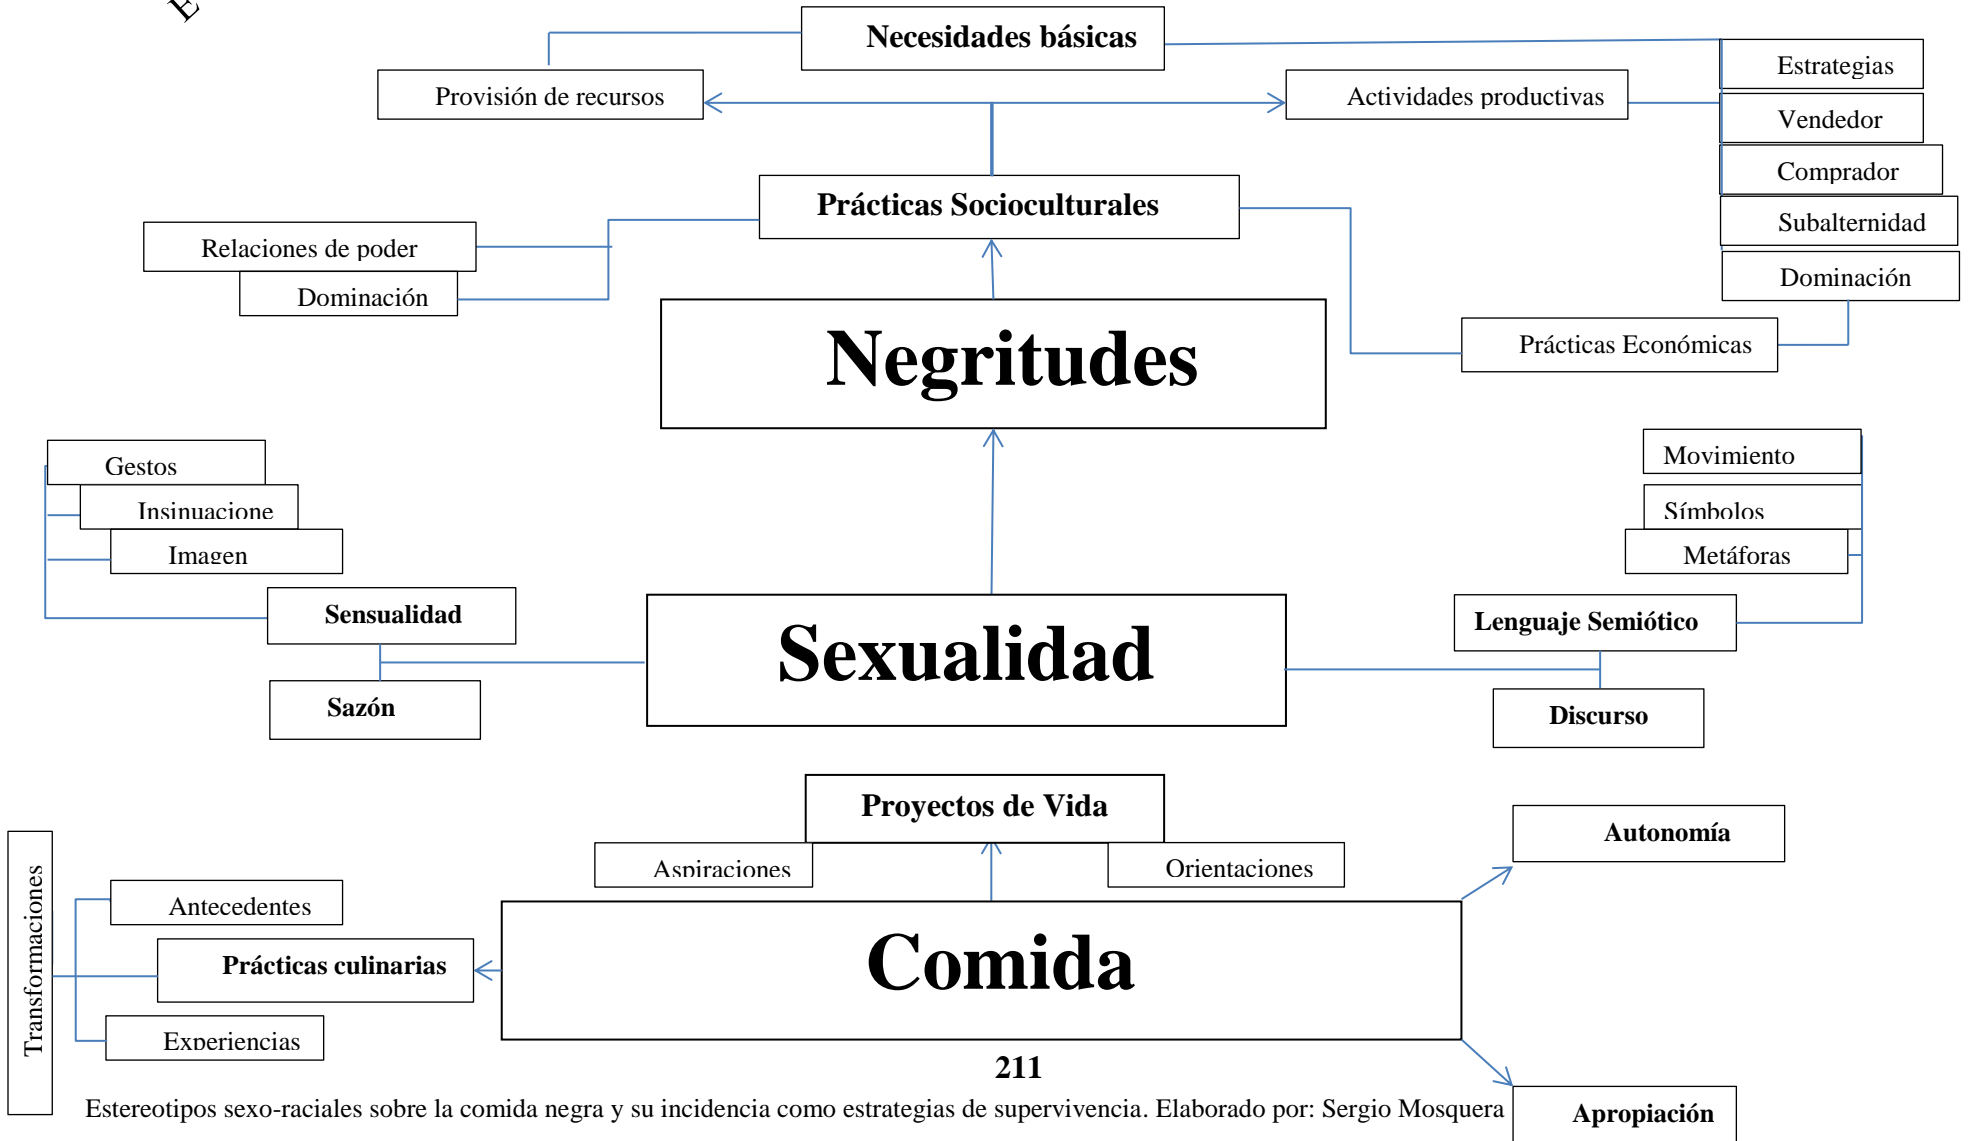 E
Necesidades básicas
Estrategias
Provisión de recursos
Actividades productivas
Vendedor
Comprador
Prácticas Socioculturales
Subalternidad
Relaciones de poder
Dominación
Dominación
Prácticas Económicas
Negritudes
Gestos
Insinuacione
Imagen
Movimiento
Símbolos
Metáforas
Sensualidad
Sexualidad
Lenguaje Semiótico
Sazón
Discurso
Proyectos de Vida
Autonomía
Aspiraciones
Orientaciones
Transformaciones
Antecedentes
Prácticas culinarias
Comida
Experiencias
211
Estereotipos sexo-raciales sobre la comida negra y su incidencia como estrategias de supervivencia. Elaborado por: Sergio Mosquera
Apropiación